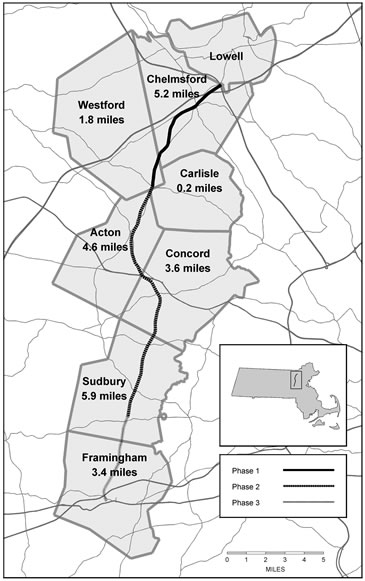 Lowell
Chelmsford
5.2 miles
Westford
1.8 miles
Carlisle
0.2 miles
Acton
4.6 miles
Concord
3.6 miles
Sudbury
5.9 miles
Framingham
3.4 miles
Phase 1
Phase 2
Phase 3
0 1 2 3 4 5
MILES